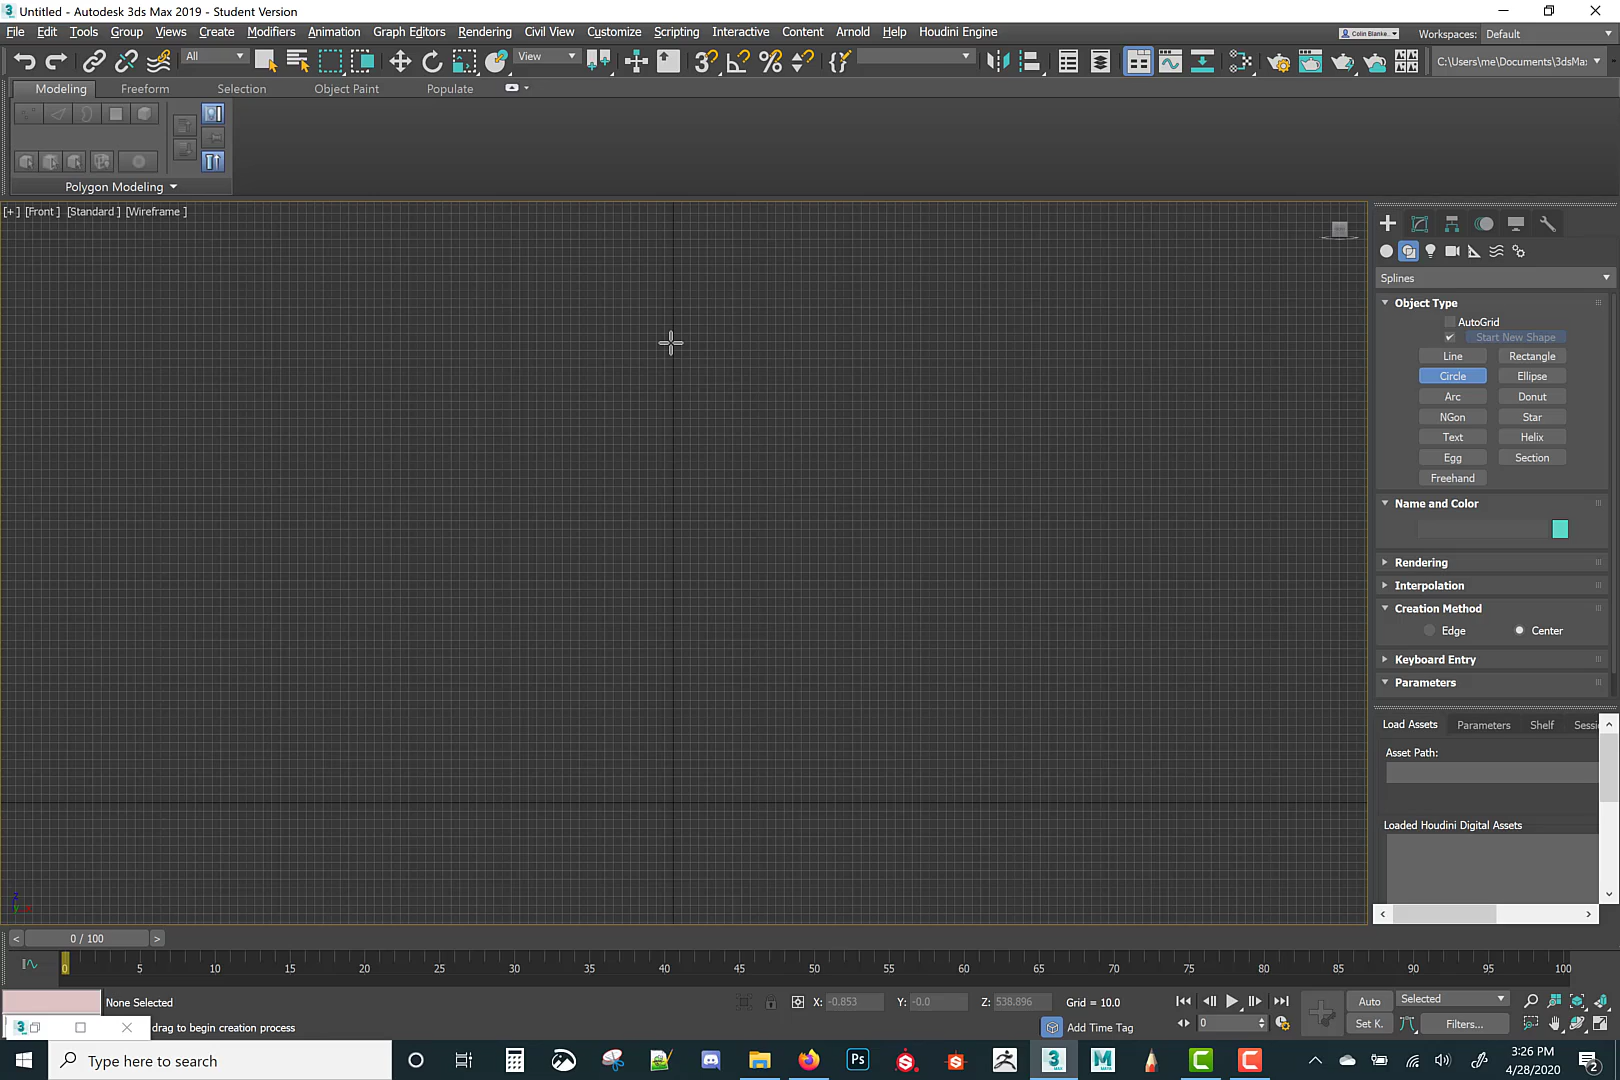 Untitled - Autodesk 3ds Max 2019 - Student Version
File Edit Tools Group Views Create Modifiers Animation Graph Editors Rendering Civil View Customize Scripting Interactive Content Arnold Help Houdini Engine
Colin Blanke... Workspaces: Default
All View C:\Users\me\Documents\3dsMa:
Modeling Freeform Selection Object Paint Populate
Polygon Modeling
[+] [Front] [Standard] [Wireframe]
Splines
Object Type
AutoGrid
Start New Shape
Line Rectangle
Circle Ellipse
Arc Donut
NGon Star
Text Helix
Egg Section
Freehand
Name and Color
Rendering
Interpolation
Creation Method
Edge Center
Keyboard Entry
Parameters
Load Assets Parameters Shelf Sessi
Asset Path:
Loaded Houdini Digital Assets
z
y x
< 0 / 100 >
0 5 10 15 20 25 30 35 40 45 50 55 60 65 70 75 80 85 90 95 100
None Selected X: -0.853 Y: -0.0 Z: 538.896 Grid = 10.0 Auto Selected
drag to begin creation process Add Time Tag 0 Set K. Filters...
Type here to search
3:26 PM
4/28/2020
2